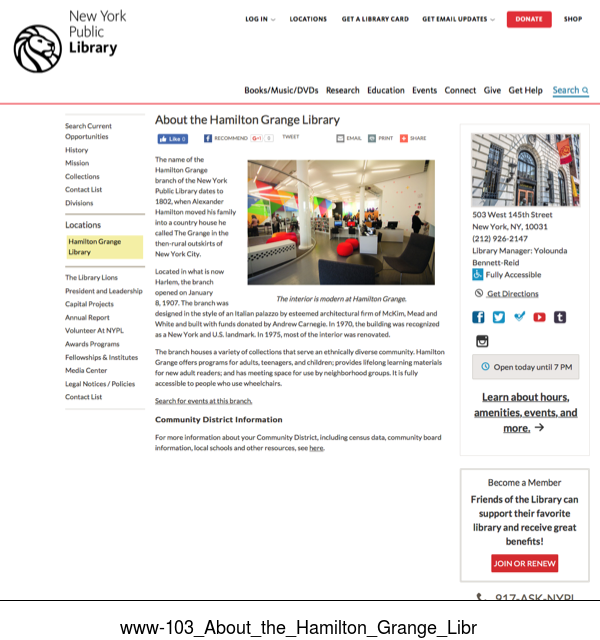 New York
Public
Library
LOG IN
LOCATIONS
GET A LIBRARY CARD
GET EMAIL UPDATES
DONATE
SHOP
Books/Music/DVDs
Research
Education
Events
Connect
Give
Get Help
Search
Search Current
Opportunities
History
Mission
Collections
Contact List
Divisions
Locations
Hamilton Grange
Library
The Library Lions
President and Leadership
Capital Projects
Annual Report
Volunteer At NYPL
Awards Programs
Fellowships & Institutes
Media Center
Legal Notices / Policies
Contact List
About the Hamilton Grange Library
Like 0
RECOMMEND
G+1
TWEET
EMAIL
PRINT
SHARE
The name of the
Hamilton Grange
branch of the New York
Public Library dates to
1802, when Alexander
Hamilton moved his family
into a country house he
called The Grange in the
then-rural outskirts of
New York City.
The interior is modern at Hamilton Grange.
Located in what is now
Harlem, the branch
opened on January
8, 1907. The branch was
designed in the style of an Italian palazzo by esteemed architectural firm of McKim, Mead and
White and built with funds donated by Andrew Carnegie. In 1970, the building was recognized
as a New York and U.S. landmark. In 1975, most of the interior was renovated.
The branch houses a variety of collections that serve an ethnically diverse community. Hamilton
Grange offers programs for adults, teenagers, and children; provides lifelong learning materials
for new adult readers; and has meeting space for use by neighborhood groups. It is fully
accessible to people who use wheelchairs.
Search for events at this branch.
Community District Information
For more information about your Community District, including census data, community board
information, local schools and other resources, see here.
503 West 145th Street
New York, NY, 10031
(212) 926-2147
Library Manager: Yolounda
Bennett-Reid
Fully Accessible
Get Directions
Open today until 7 PM
Learn about hours,
amenities, events, and
more. →
Become a Member
Friends of the Library can
support their favorite
library and receive great
benefits!
JOIN OR RENEW
917-ASK-NYPL
www-103_About_the_Hamilton_Grange_Libr